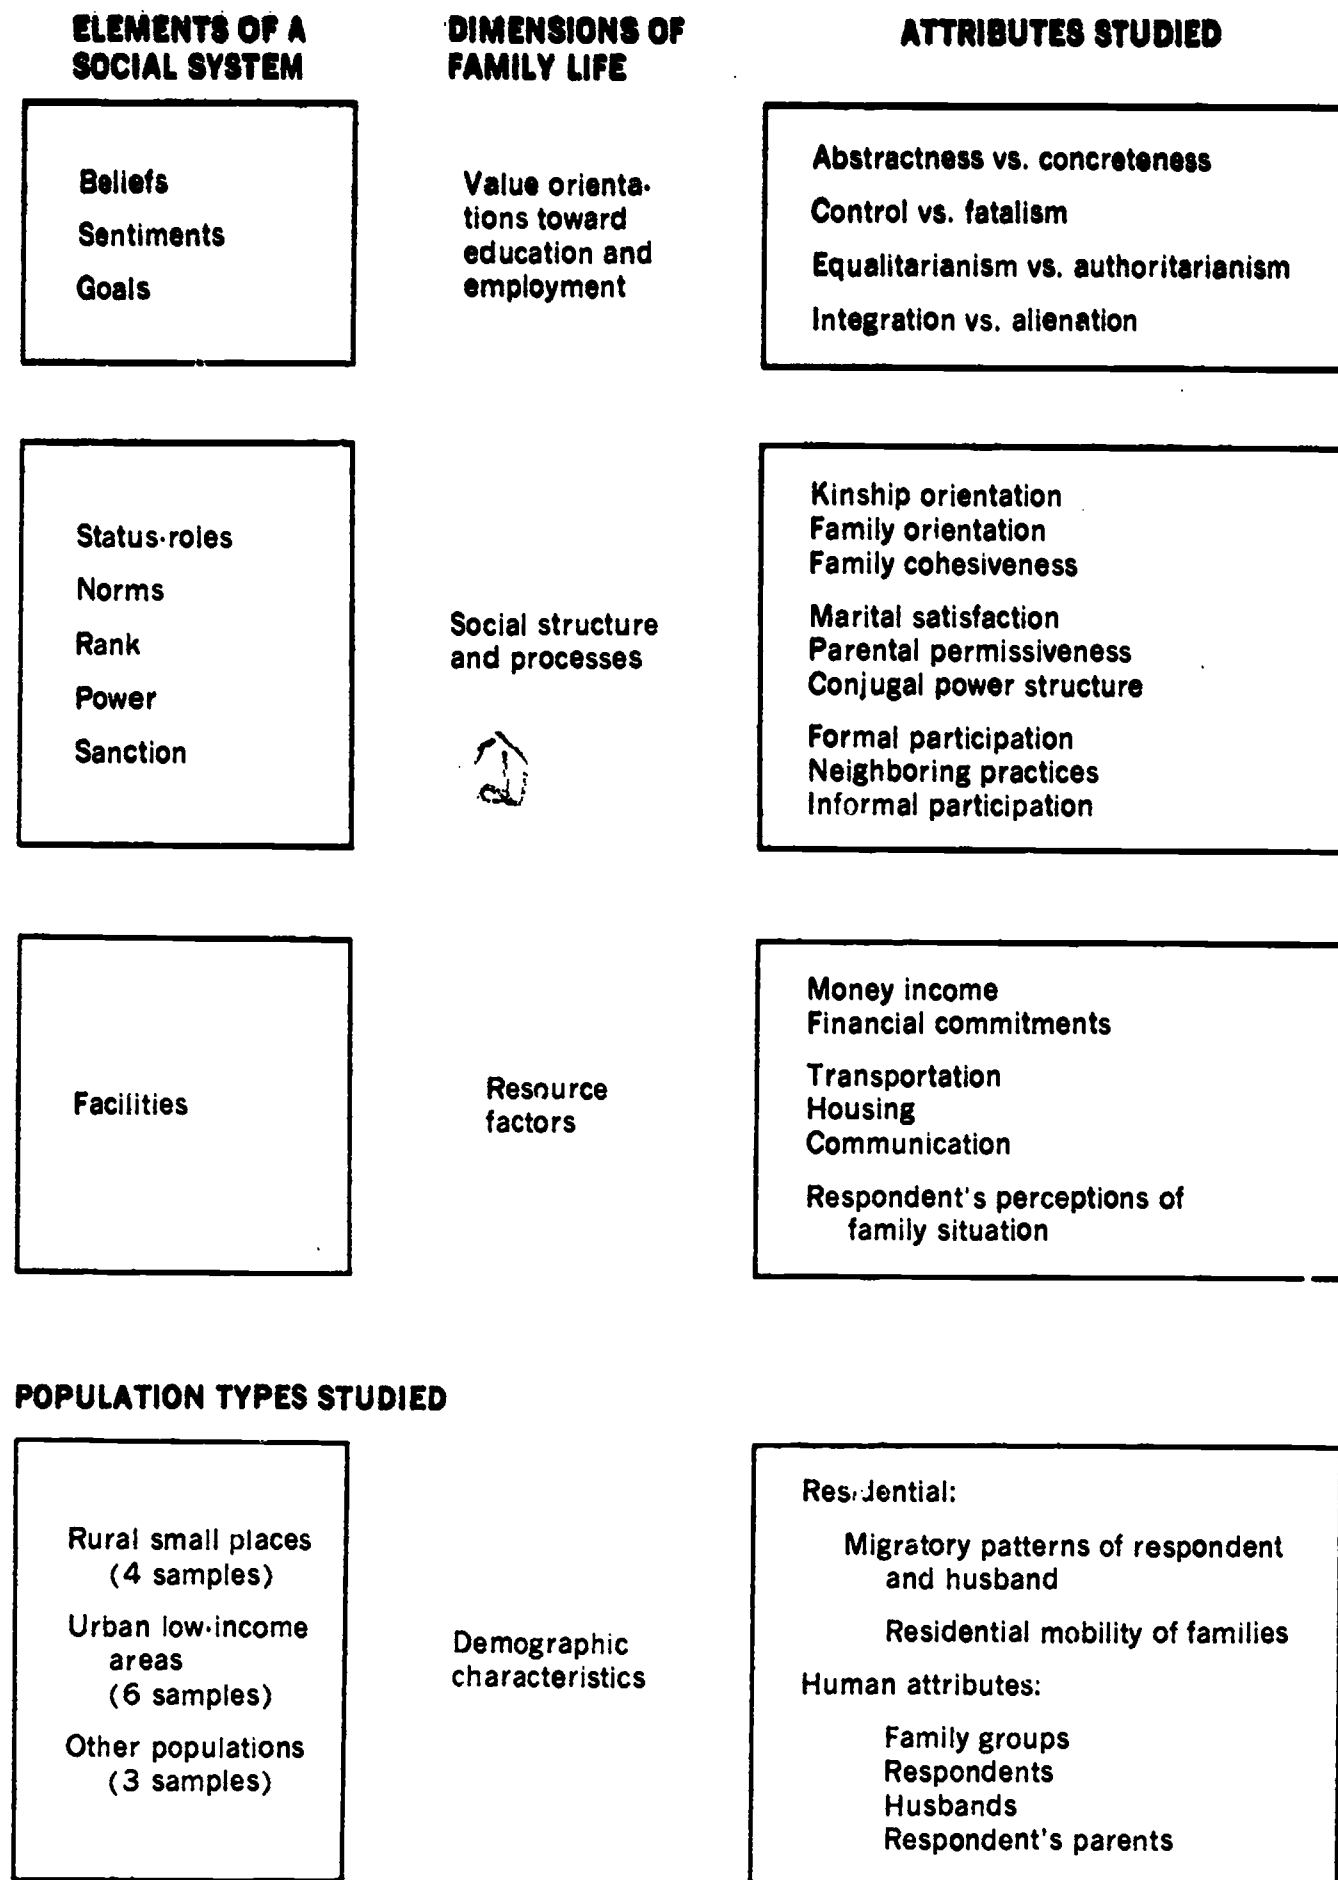 ELEMENTS OF A
SOCIAL SYSTEM
DIMENSIONS OF
FAMILY LIFE
ATTRIBUTES STUDIED
Beliefs
Sentiments
Goals
Value orienta-
tions toward
education and
employment
Abstractness vs. concreteness
Control vs. fatalism
Equalitarianism vs. authoritarianism
Integration vs. alienation
Status-roles
Norms
Rank
Power
Sanction
Social structure
and processes
Kinship orientation
Family orientation
Family cohesiveness
Marital satisfaction
Parental permissiveness
Conjugal power structure
Formal participation
Neighboring practices
Informal participation
Facilities
Resource
factors
Money income
Financial commitments
Transportation
Housing
Communication
Respondent's perceptions of
family situation
POPULATION TYPES STUDIED
Rural small places
(4 samples)
Urban low-income
areas
(6 samples)
Other populations
(3 samples)
Demographic
characteristics
Residential:
Migratory patterns of respondent
and husband
Residential mobility of families
Human attributes:
Family groups
Respondents
Husbands
Respondent's parents